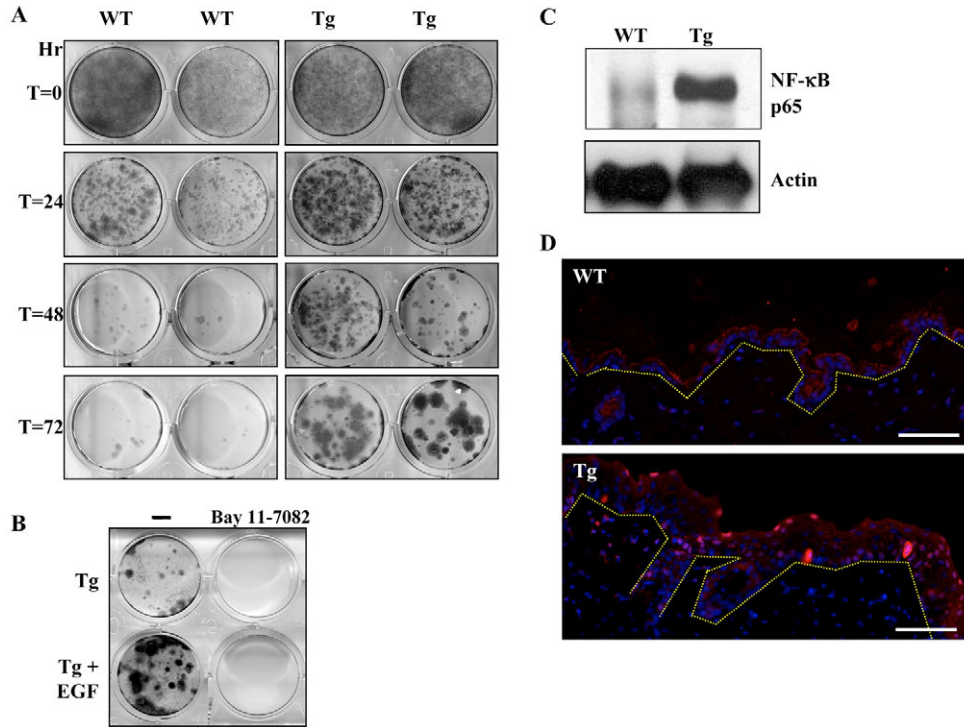 A
WT WT Tg Tg
Hr
T=0
T=24
T=48
T=72
B
– Bay 11-7082
Tg
Tg +
EGF
C
WT Tg
NF-κB
p65
Actin
D
WT
Tg